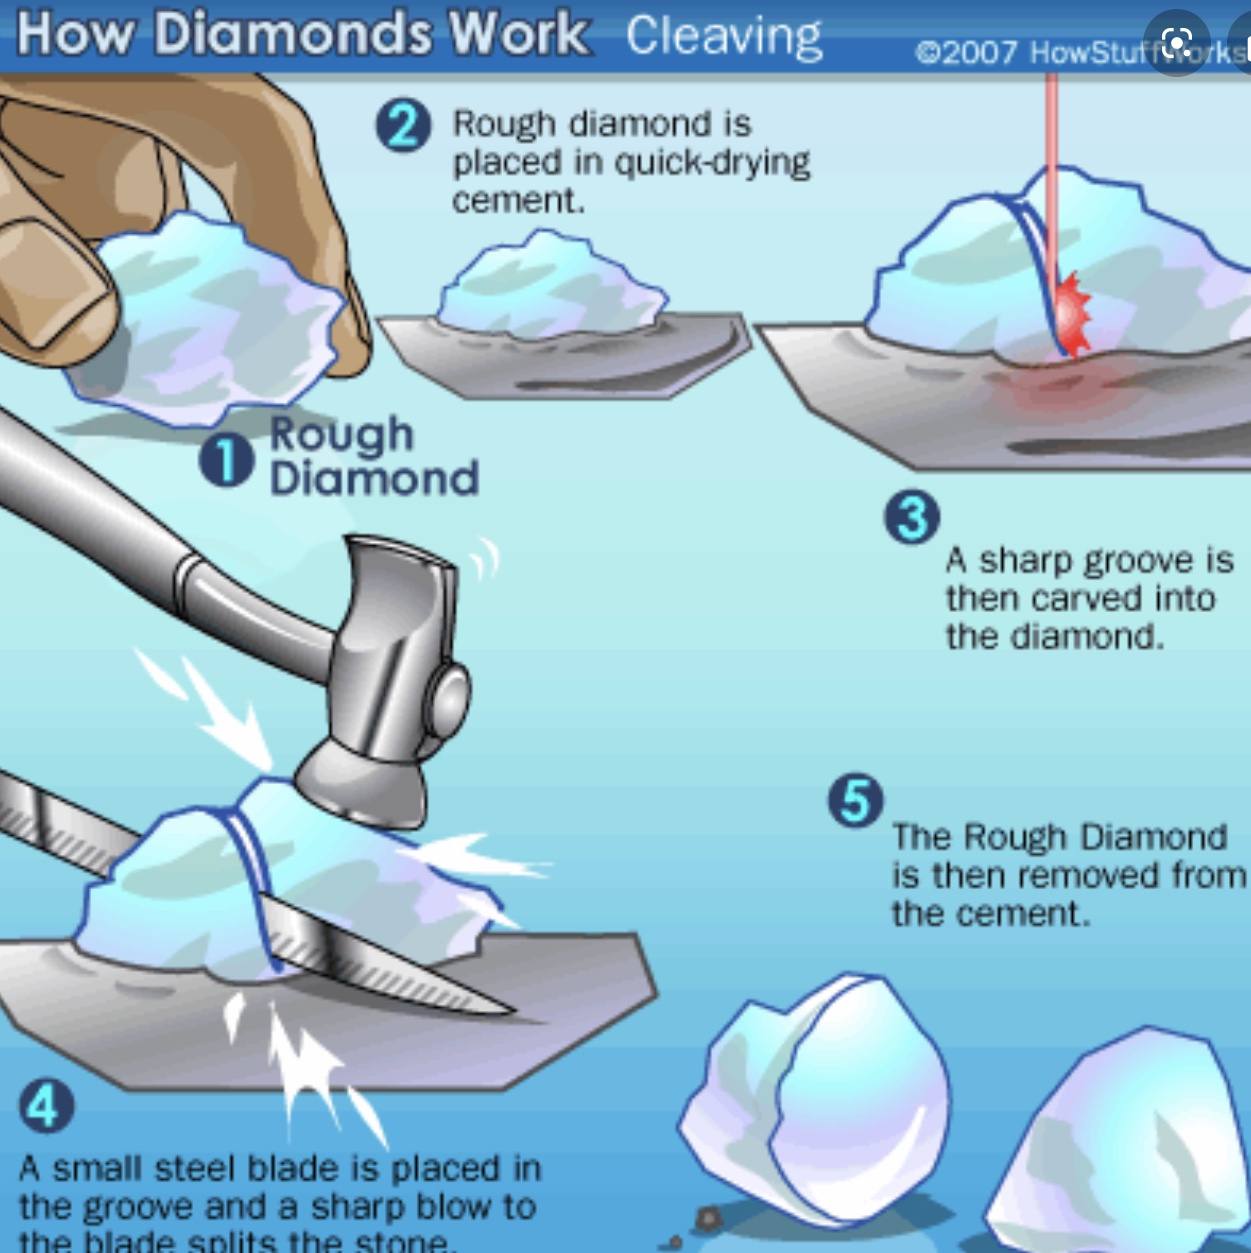 How Diamonds Work Cleaving
©2007 HowStuffWorks
1 Rough
Diamond
2 Rough diamond is
placed in quick-drying
cement.
3
A sharp groove is
then carved into
the diamond.
4
A small steel blade is placed in
the groove and a sharp blow to
the blade splits the stone.
5
The Rough Diamond
is then removed from
the cement.